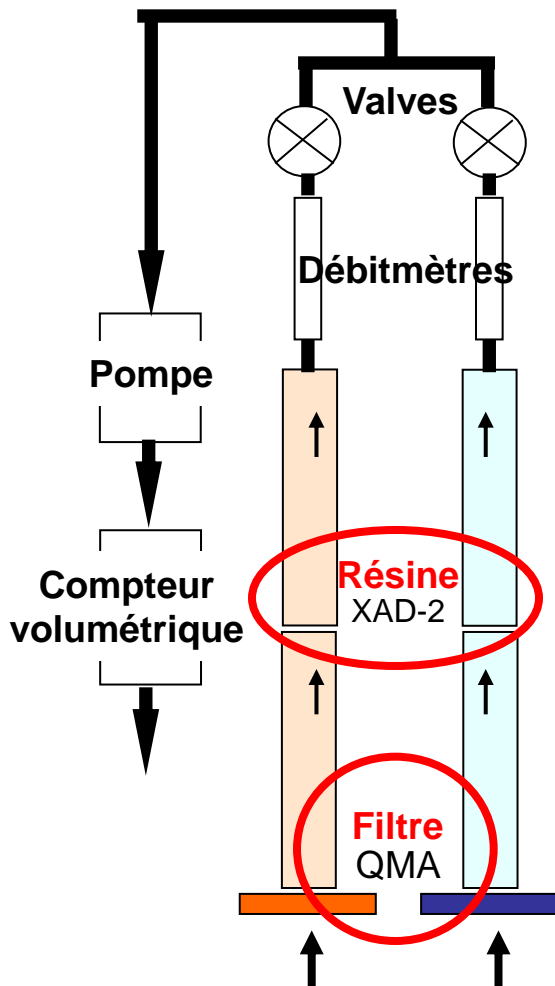 Valves
Débitmètres
Pompe
Compteur
volumétrique
Résine
XAD-2
Filtre
QMA